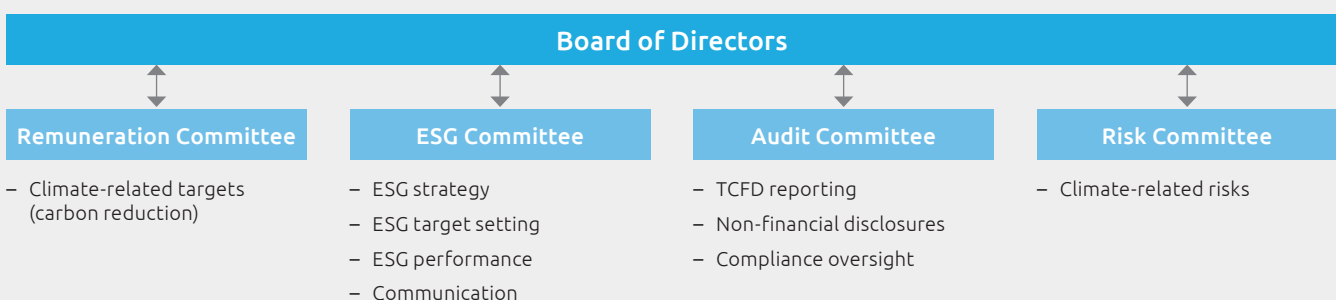 Board of Directors
Remuneration Committee
– Climate-related targets
(carbon reduction)
ESG Committee
– ESG strategy
– ESG target setting
– ESG performance
– Communication
Audit Committee
– TCFD reporting
– Non-financial disclosures
– Compliance oversight
Risk Committee
– Climate-related risks